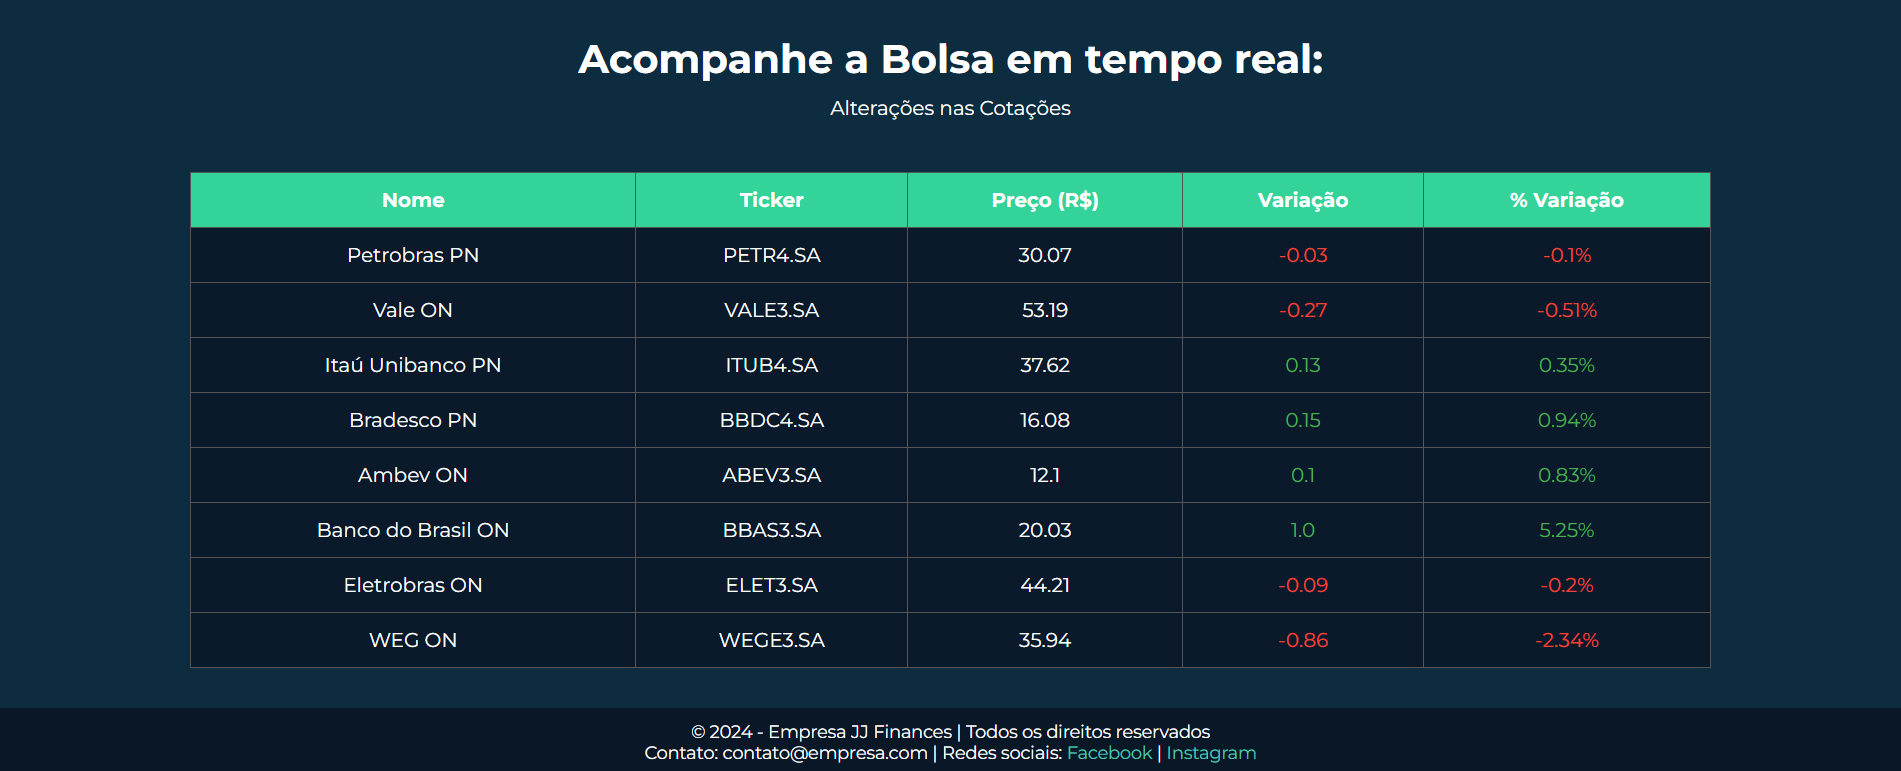 Acompanhe a Bolsa em tempo real:
Alterações nas Cotações
Nome Ticker Preço (R$) Variação % Variação
Petrobras PN PETR4.SA 30.07 -0.03 -0.1%
Vale ON VALE3.SA 53.19 -0.27 -0.51%
Itaú Unibanco PN ITUB4.SA 37.62 0.13 0.35%
Bradesco PN BBDC4.SA 16.08 0.15 0.94%
Ambev ON ABEV3.SA 12.1 0.1 0.83%
Banco do Brasil ON BBAS3.SA 20.03 1.0 5.25%
Eletrobras ON ELET3.SA 44.21 -0.09 -0.2%
WEG ON WEGE3.SA 35.94 -0.86 -2.34%
© 2024 - Empresa JJ Finances | Todos os direitos reservados
Contato: contato@empresa.com | Redes sociais: Facebook | Instagram